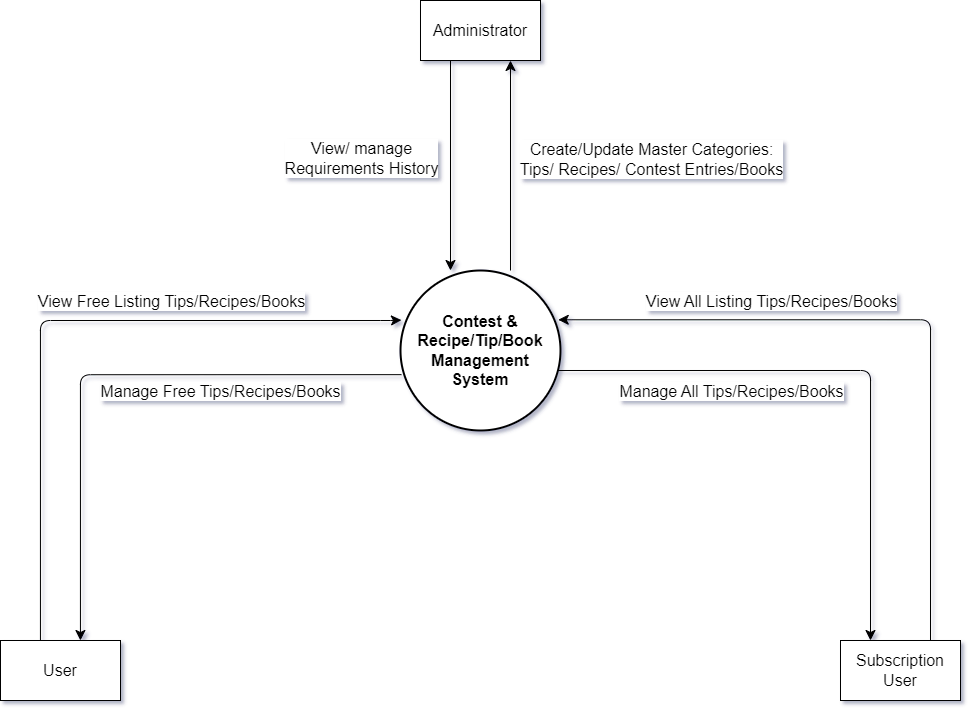 Administrator
View/ manage
Requirements History
Create/Update Master Categories:
Tips/ Recipes/ Contest Entries/Books
View Free Listing Tips/Recipes/Books
View All Listing Tips/Recipes/Books
Contest &
Recipe/Tip/Book
Management
System
Manage Free Tips/Recipes/Books
Manage All Tips/Recipes/Books
User
Subscription
User